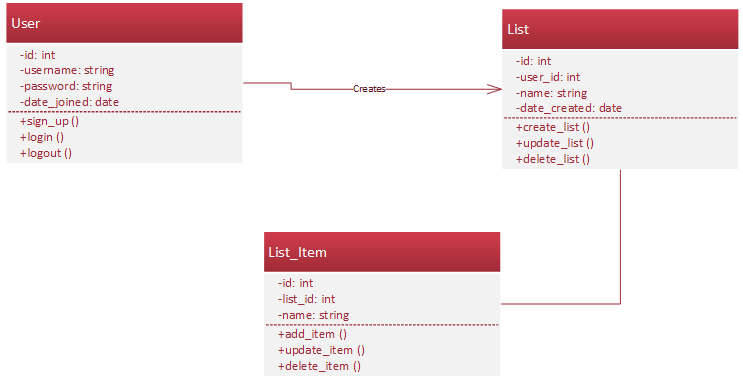 User
-id: int
-username: string
-password: string
-date_joined: date
+sign_up ()
+login ()
+logout ()
Creates
List
-id: int
-user_id: int
-name: string
-date_created: date
+create_list ()
+update_list ()
+delete_list ()
List_Item
-id: int
-list_id: int
-name: string
+add_item ()
+update_item ()
+delete_item ()